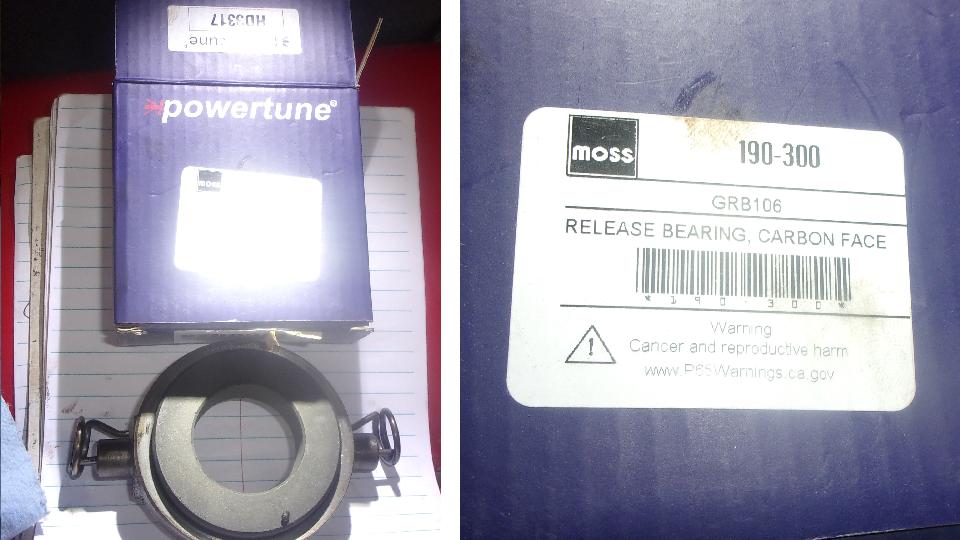 HD3317
powertune®
moss
moss
190-300
GRB106
RELEASE BEARING, CARBON FACE
*190-300*
Warning
Cancer and reproductive harm
www.P65Warnings.ca.gov